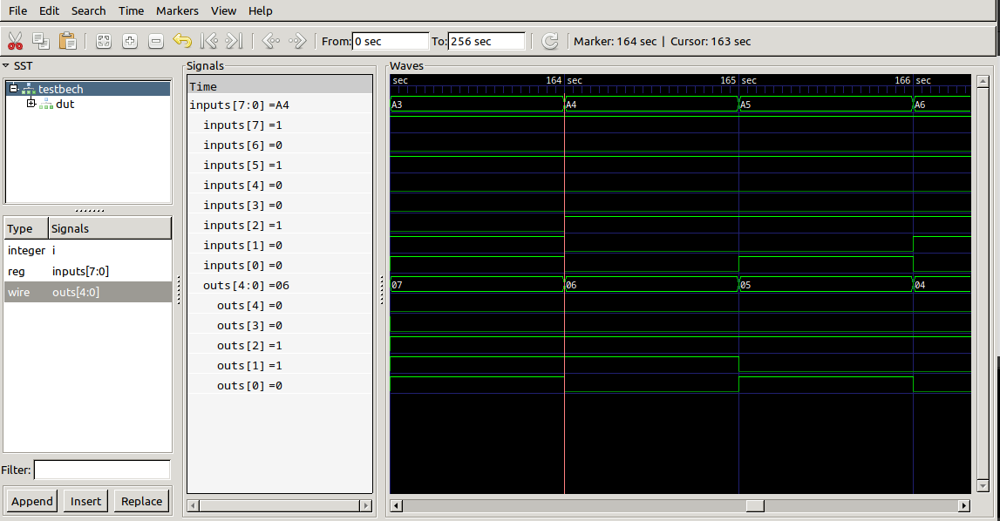 File Edit Search Time Markers View Help
From: 0 sec To: 256 sec Marker: 164 sec | Cursor: 163 sec
SST
testbech
dut
Type Signals
integer i
reg inputs[7:0]
wire outs[4:0]
Filter:
Append Insert Replace
Signals
Time
inputs[7:0] =A4
inputs[7] =1
inputs[6] =0
inputs[5] =1
inputs[4] =0
inputs[3] =0
inputs[2] =1
inputs[1] =0
inputs[0] =0
outs[4:0] =06
outs[4] =0
outs[3] =0
outs[2] =1
outs[1] =1
outs[0] =0
Waves
sec 164 sec 165 sec 166 sec
A3 A4 A5 A6
07 06 05 04